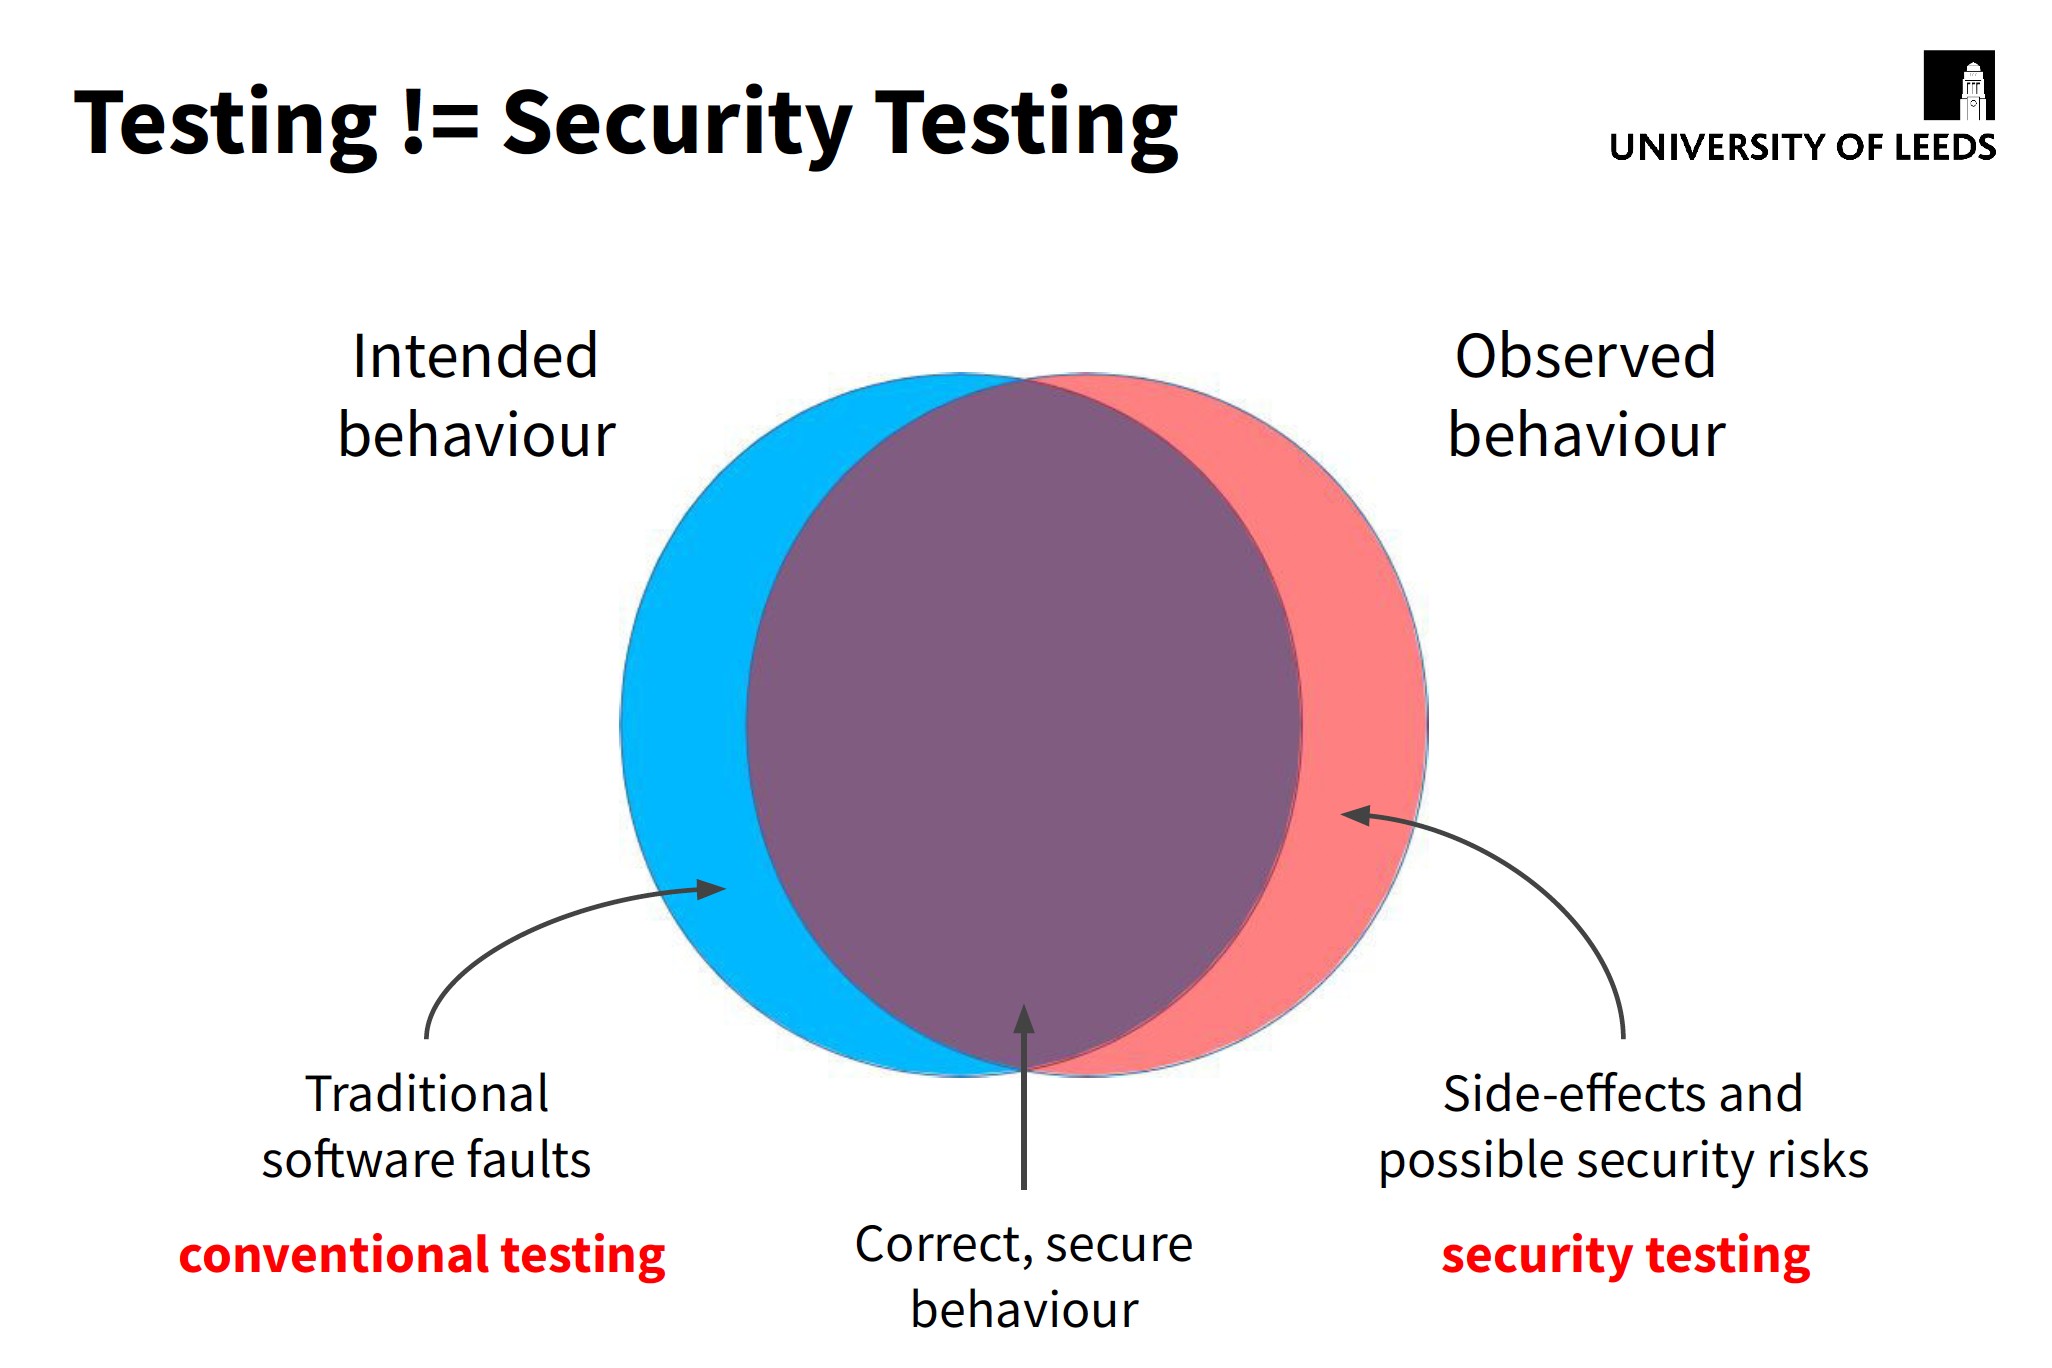 Testing != Security Testing
UNIVERSITY OF LEEDS
Intended
behaviour
Observed
behaviour
Traditional
software faults
conventional testing
Correct, secure
behaviour
Side-effects and
possible security risks
security testing